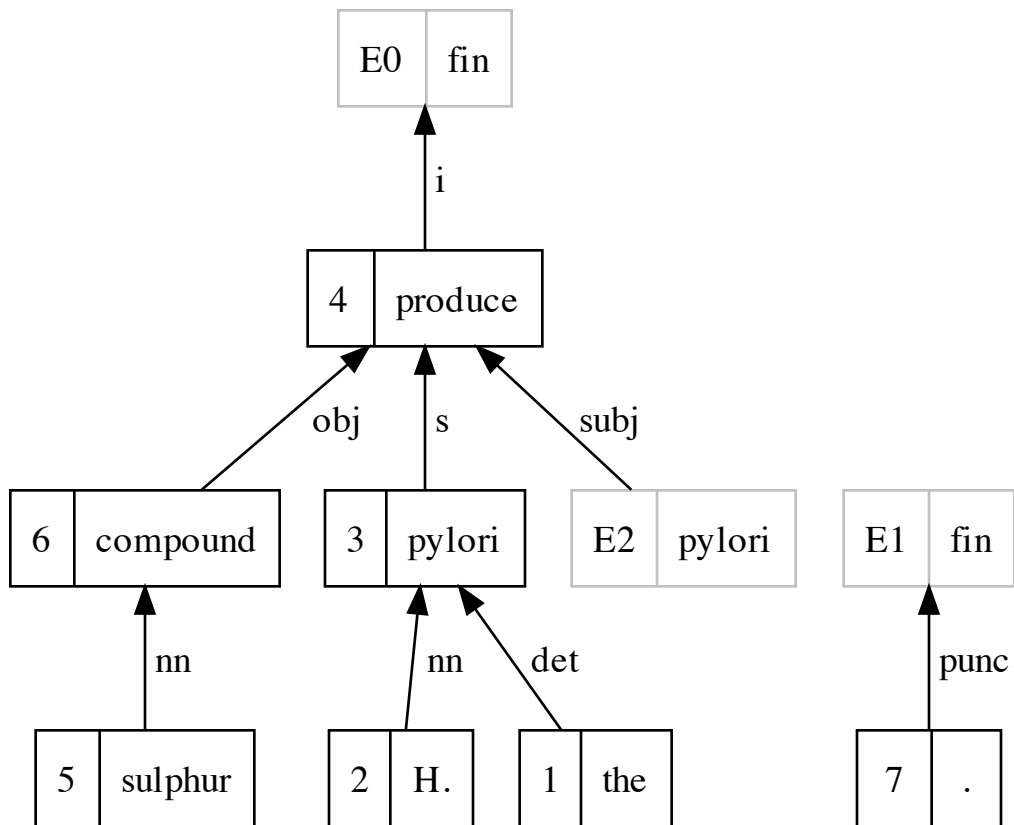 E0 fin
i
4 produce
obj s subj
6 compound 3 pylori E2 pylori E1 fin
nn nn det punc
5 sulphur 2 H. 1 the 7 .